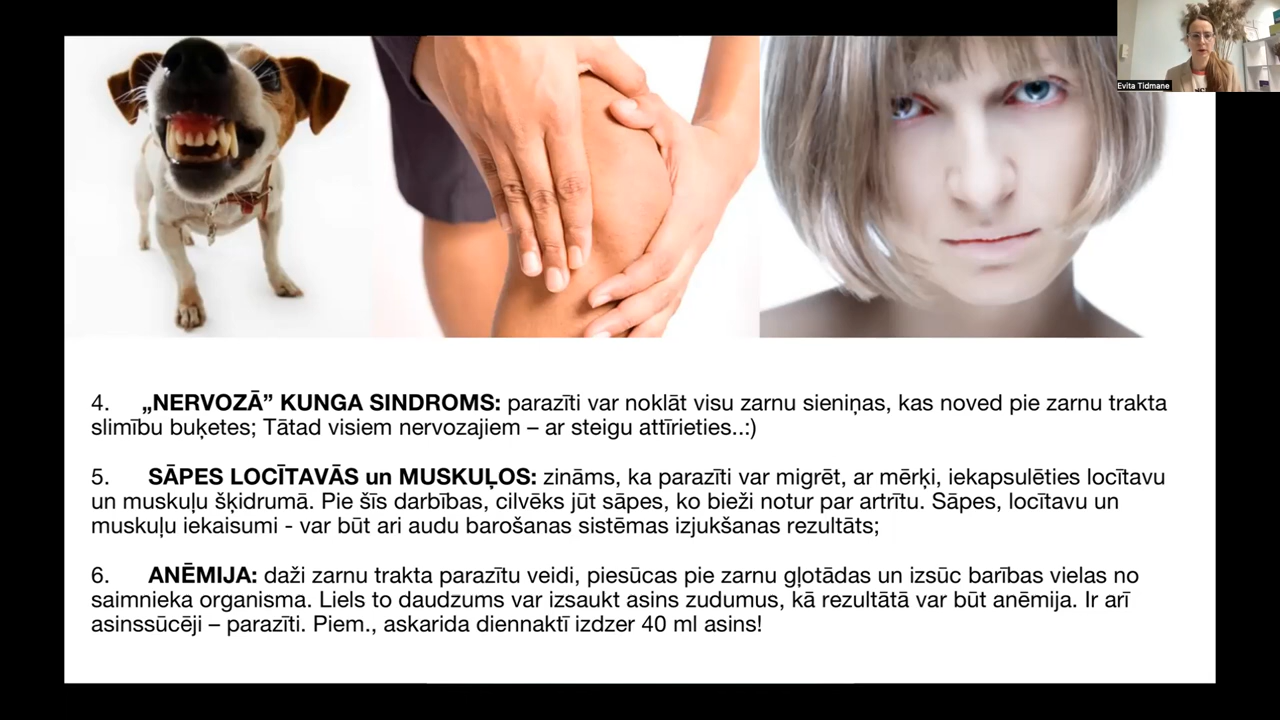 Evita Tidmane
4. „NERVOZĀ” KUNGA SINDROMS: parazīti var noklāt visu zarnu sieniņas, kas noved pie zarnu trakta
slimību buķetes; Tātad visiem nervozajiem – ar steigu attīrieties..:)
5. SĀPES LOCĪTAVĀS un MUSKUĻOS: zināms, ka parazīti var migrēt, ar mērķi, iekapsulēties locītavu
un muskuļu šķidrumā. Pie šīs darbības, cilvēks jūt sāpes, ko bieži notur par artrītu. Sāpes, locītavu un
muskuļu iekaisumi - var būt ari audu barošanas sistēmas izjukšanas rezultāts;
6. ANĒMIJA: daži zarnu trakta parazītu veidi, piesūcas pie zarnu gļotādas un izsūc barības vielas no
saimnieka organisma. Liels to daudzums var izsaukt asins zudumus, kā rezultātā var būt anēmija. Ir arī
asinssūcēji – parazīti. Piem., askarida diennaktī izdzer 40 ml asins!